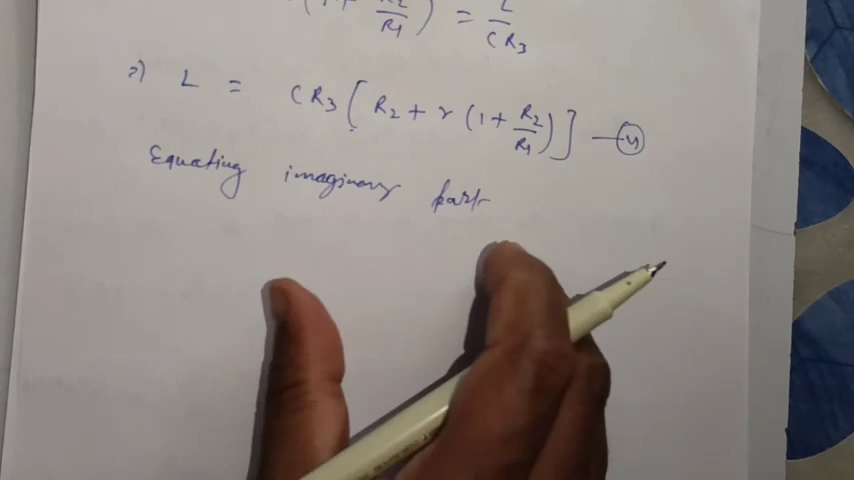 (1 + R2/R1) = L/CR3
=) L = CR3 [ R2 + r (1 + R2/R1) ] — (4)
Equating imaginary part